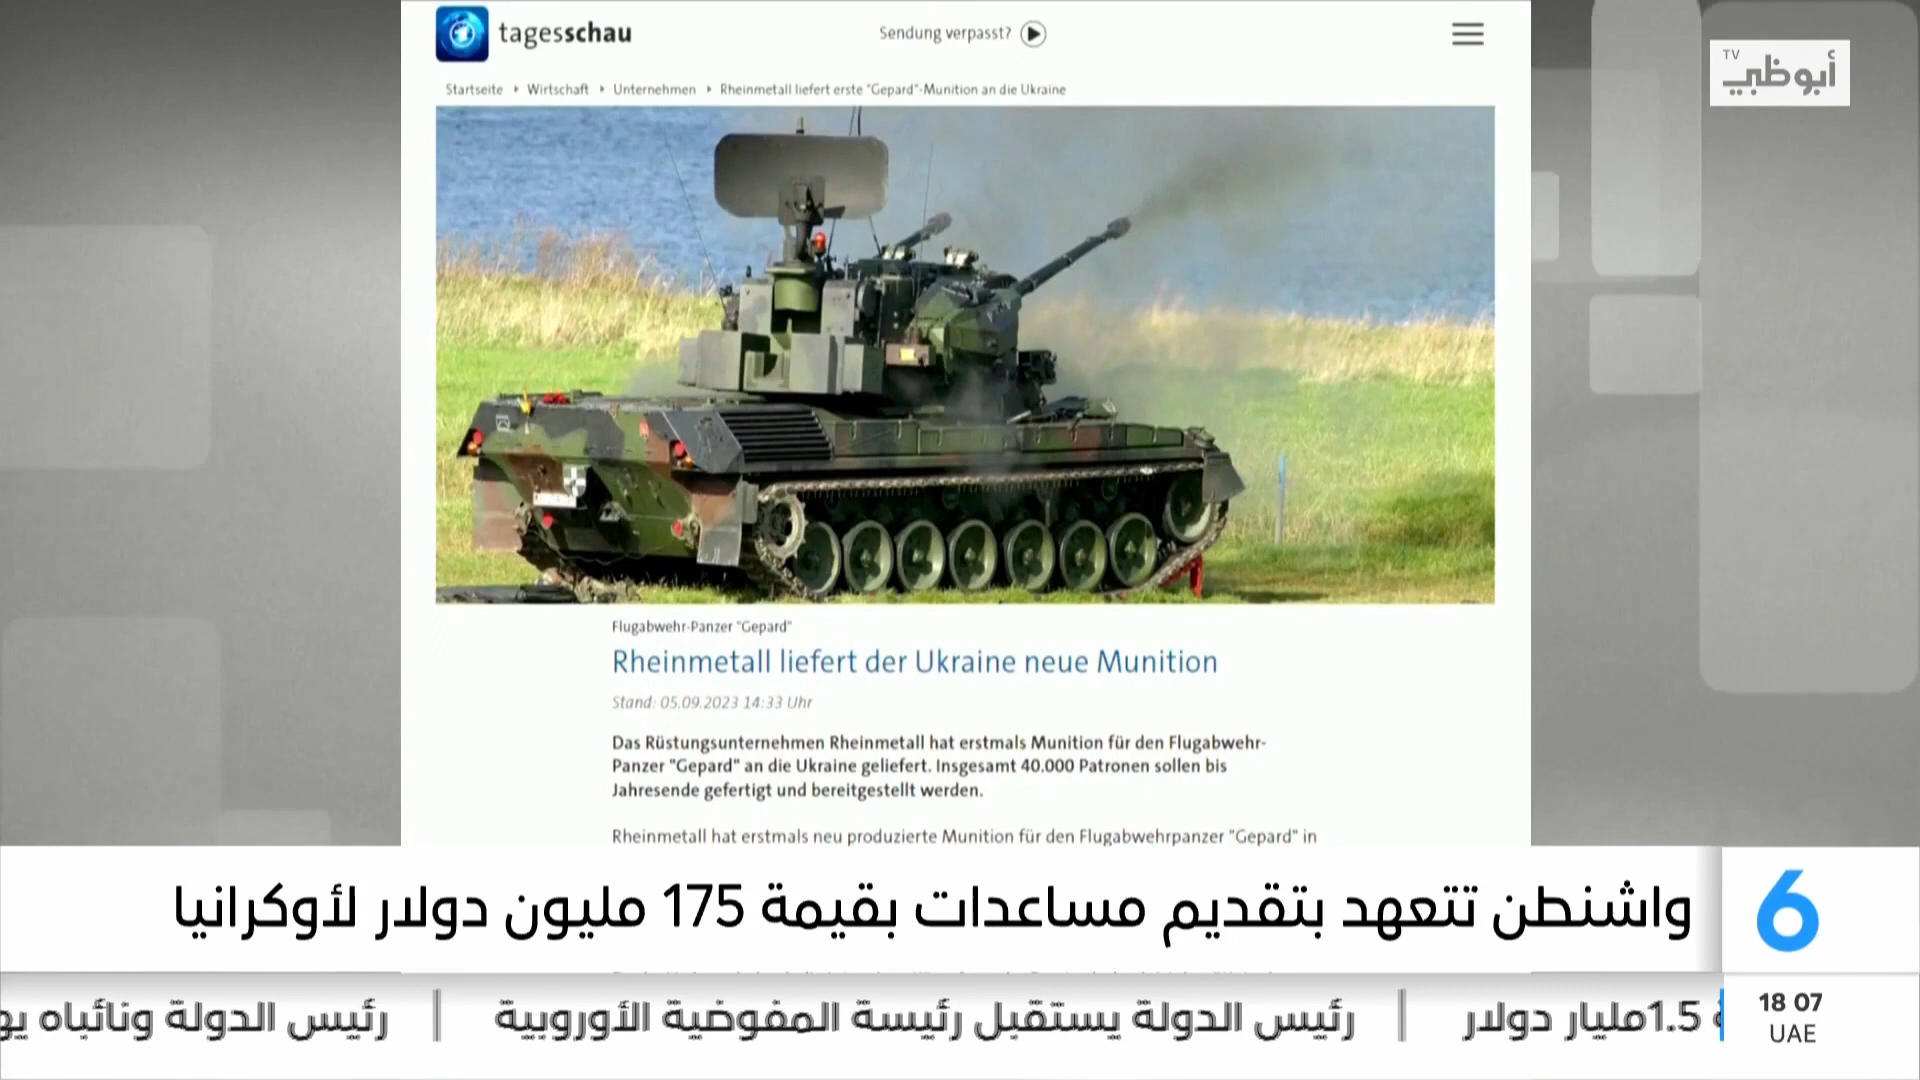 tagesschau
Sendung verpasst?
TV
أبوظبي
Startseite Wirtschaft Unternehmen Rheinmetall liefert erste "Gepard"-Munition an die Ukraine
Flugabwehr-Panzer "Gepard"
Rheinmetall liefert der Ukraine neue Munition
Stand: 05.09.2023 14:33 Uhr
Das Rüstungsunternehmen Rheinmetall hat erstmals Munition für den Flugabwehr-
Panzer "Gepard" an die Ukraine geliefert. Insgesamt 40.000 Patronen sollen bis
Jahresende gefertigt und bereitgestellt werden.
Rheinmetall hat erstmals neu produzierte Munition für den Flugabwehrpanzer "Gepard" in
واشنطن تتعهد بتقديم مساعدات بقيمة 175 مليون دولار لأوكرانيا
6
1.5مليار دولار | رئيس الدولة يستقبل رئيسة المفوضية الأوروبية | رئيس الدولة ونائباه
18 07
UAE